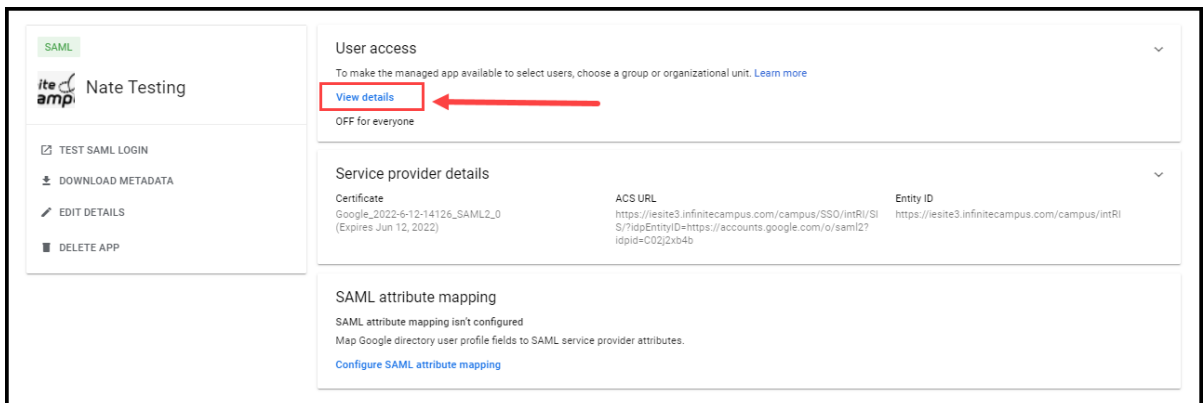 SAML
ite
amp
Nate Testing
TEST SAML LOGIN
DOWNLOAD METADATA
EDIT DETAILS
DELETE APP
User access
To make the managed app available to select users, choose a group or organizational unit. Learn more
View details
OFF for everyone
Service provider details
Certificate
Google_2022-6-12-14126_SAML2_0
(Expires Jun 12, 2022)
ACS URL
https://iesite3.infinitecampus.com/campus/SSO/intRI/SI
S/?idpEntityID=https://accounts.google.com/o/saml2?
idpid=C02j2xb4b
Entity ID
https://iesite3.infinitecampus.com/campus/intRI
SAML attribute mapping
SAML attribute mapping isn't configured
Map Google directory user profile fields to SAML service provider attributes.
Configure SAML attribute mapping